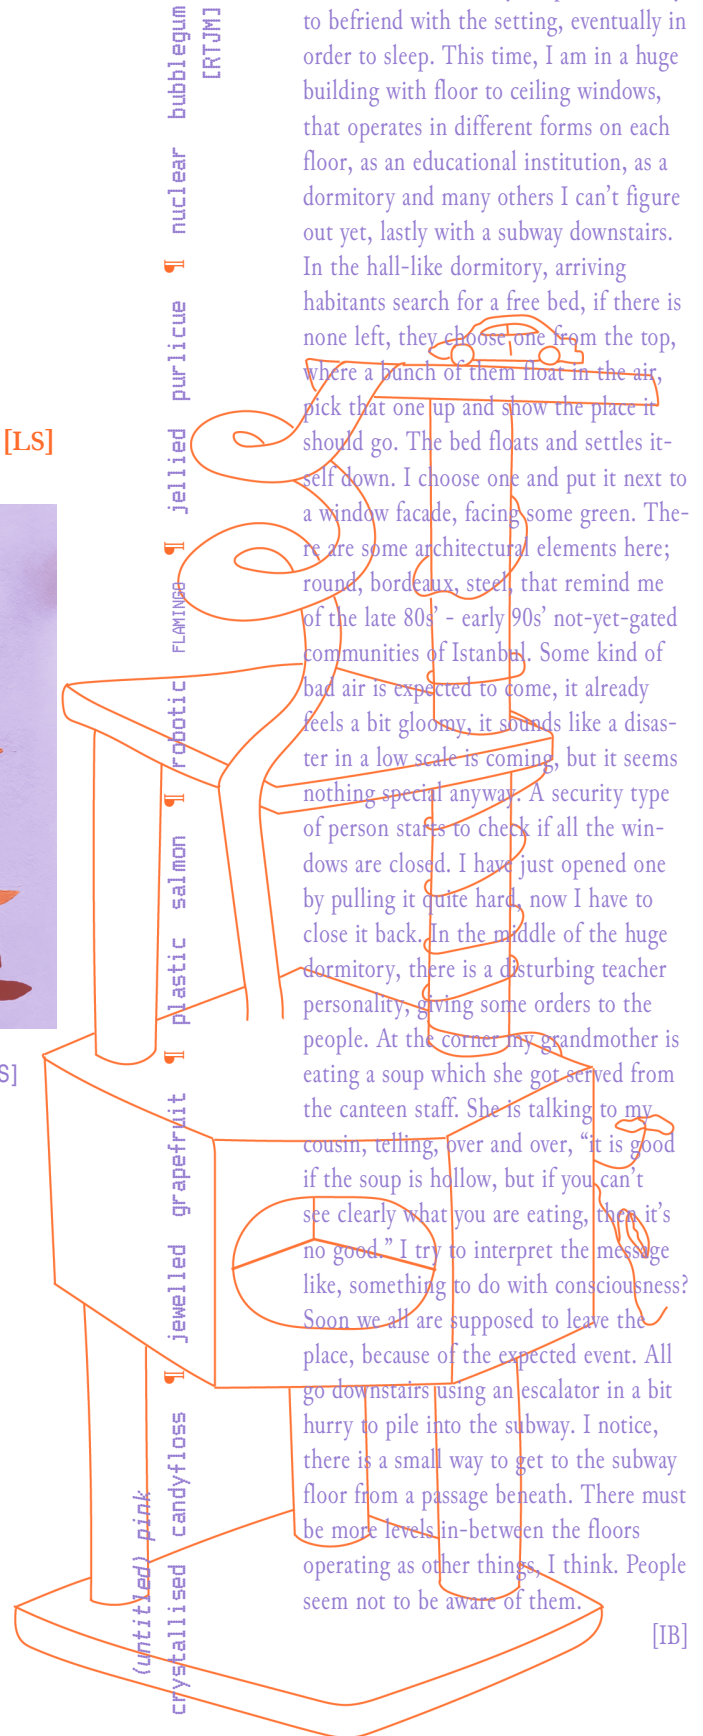 (untitled) pink
crystallised candyfloss ¶ jewelled grapefruit ¶ plastic salmon ¶ robotic FLAMINGO ¶ jellied purlicue ¶ nuclear bubblegum
[RTJM]
[LS]
S]
to befriend with the setting, eventually in
order to sleep. This time, I am in a huge
building with floor to ceiling windows,
that operates in different forms on each
floor, as an educational institution, as a
dormitory and many others I can’t figure
out yet, lastly with a subway downstairs.
In the hall-like dormitory, arriving
habitants search for a free bed, if there is
none left, they choose one from the top,
where a bunch of them float in the air,
pick that one up and show the place it
should go. The bed floats and settles it-
self down. I choose one and put it next to
a window facade, facing some green. The-
re are some architectural elements here;
round, bordeaux, steel, that remind me
of the late 80s’ - early 90s’ not-yet-gated
communities of Istanbul. Some kind of
bad air is expected to come, it already
feels a bit gloomy, it sounds like a disas-
ter in a low scale is coming, but it seems
nothing special anyway. A security type
of person starts to check if all the win-
dows are closed. I have just opened one
by pulling it quite hard, now I have to
close it back. In the middle of the huge
dormitory, there is a disturbing teacher
personality, giving some orders to the
people. At the corner my grandmother is
eating a soup which she got served from
the canteen staff. She is talking to my
cousin, telling, over and over, “it is good
if the soup is hollow, but if you can’t
see clearly what you are eating, then it’s
no good.” I try to interpret the message
like, something to do with consciousness?
Soon we all are supposed to leave the
place, because of the expected event. All
go downstairs using an escalator in a bit
hurry to pile into the subway. I notice,
there is a small way to get to the subway
floor from a passage beneath. There must
be more levels in-between the floors
operating as other things, I think. People
seem not to be aware of them.
[IB]